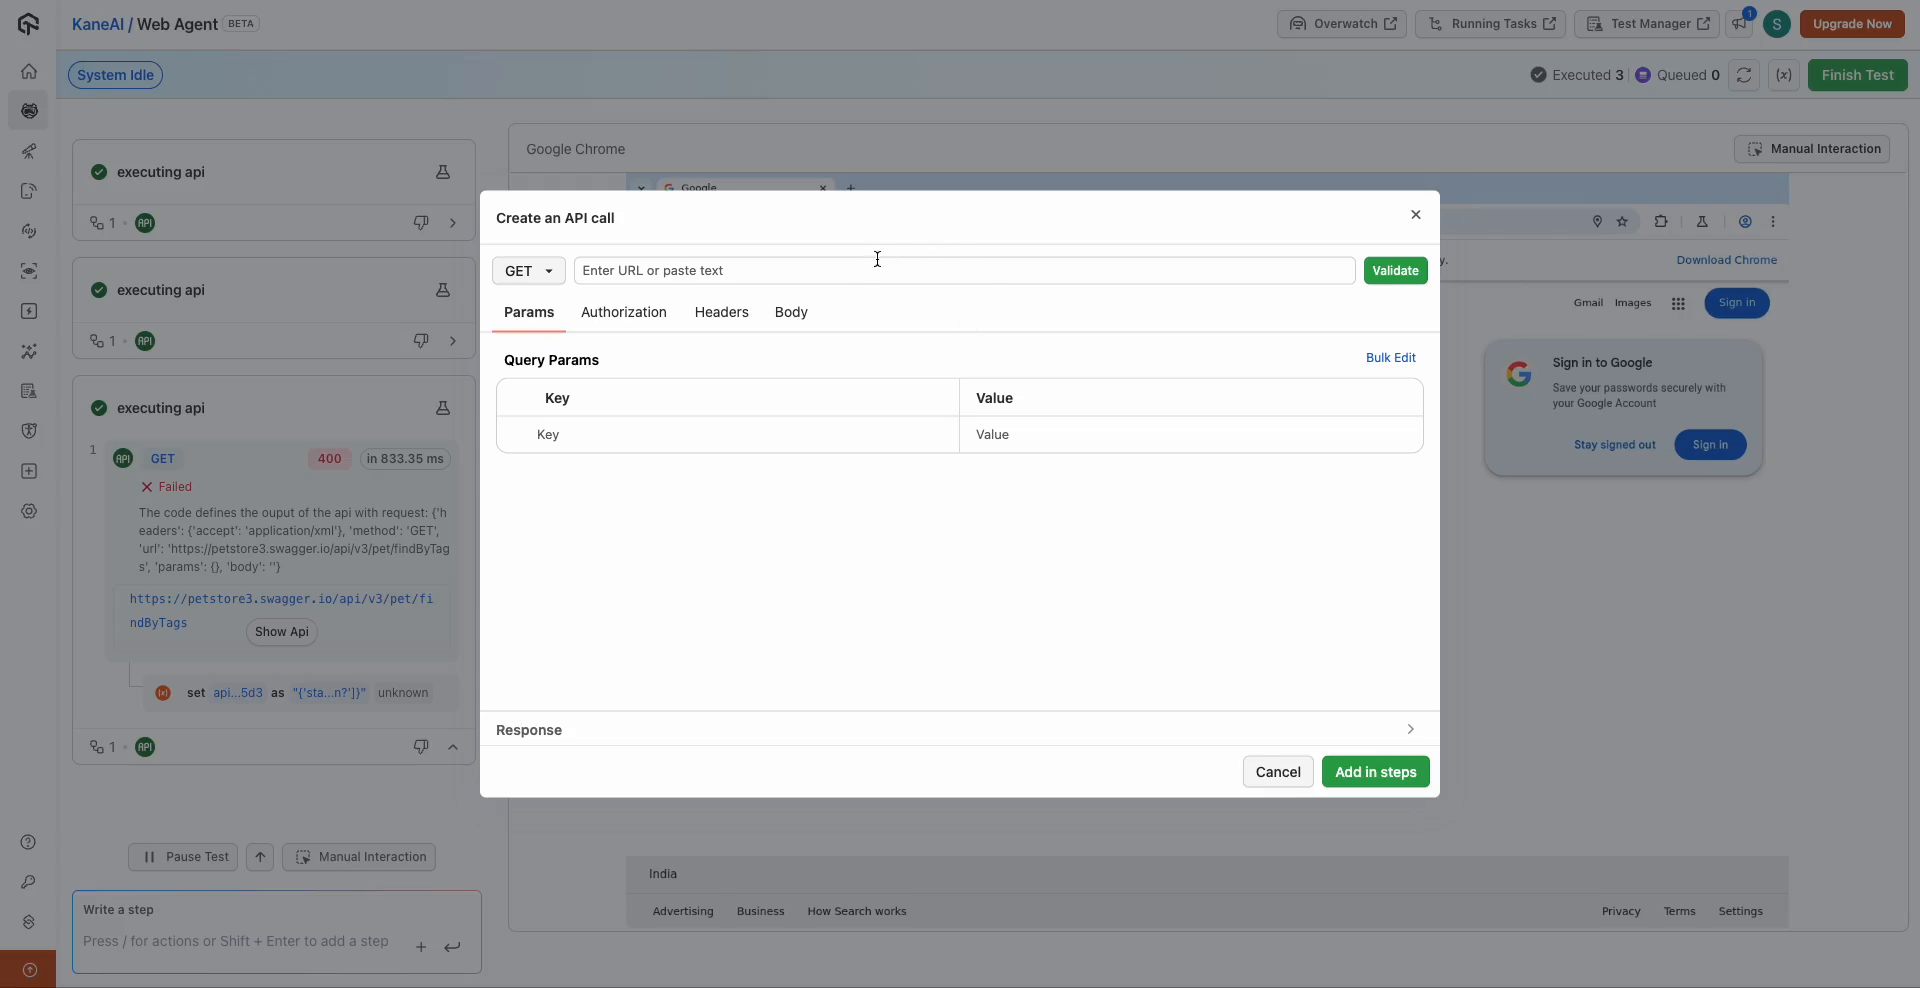 KaneAI / Web Agent BETA
Overwatch
Running Tasks
Test Manager
1
S
Upgrade Now
System Idle
Executed 3
Queued 0
(x)
Finish Test
executing api
1
API
executing api
1
API
executing api
1
API
GET
400
in 833.35 ms
Failed
The code defines the ouput of the api with request: {'h
eaders': {'accept': 'application/xml'}, 'method': 'GET',
'url': 'https://petstore3.swagger.io/api/v3/pet/findByTag
s', 'params': {}, 'body': ''}
https://petstore3.swagger.io/api/v3/pet/fi
ndByTags
Show Api
set api...5d3 as "{'sta...n?']}" unknown
1
API
Pause Test
Manual Interaction
Write a step
Press / for actions or Shift + Enter to add a step
Google Chrome
Manual Interaction
Google
y.
Download Chrome
Gmail
Images
Sign in
Sign in to Google
Save your passwords securely with
your Google Account
Stay signed out
Sign in
Create an API call
GET
Enter URL or paste text
Validate
Params
Authorization
Headers
Body
Query Params
Bulk Edit
Key
Value
Key
Value
Response
Cancel
Add in steps
India
Advertising
Business
How Search works
Privacy
Terms
Settings